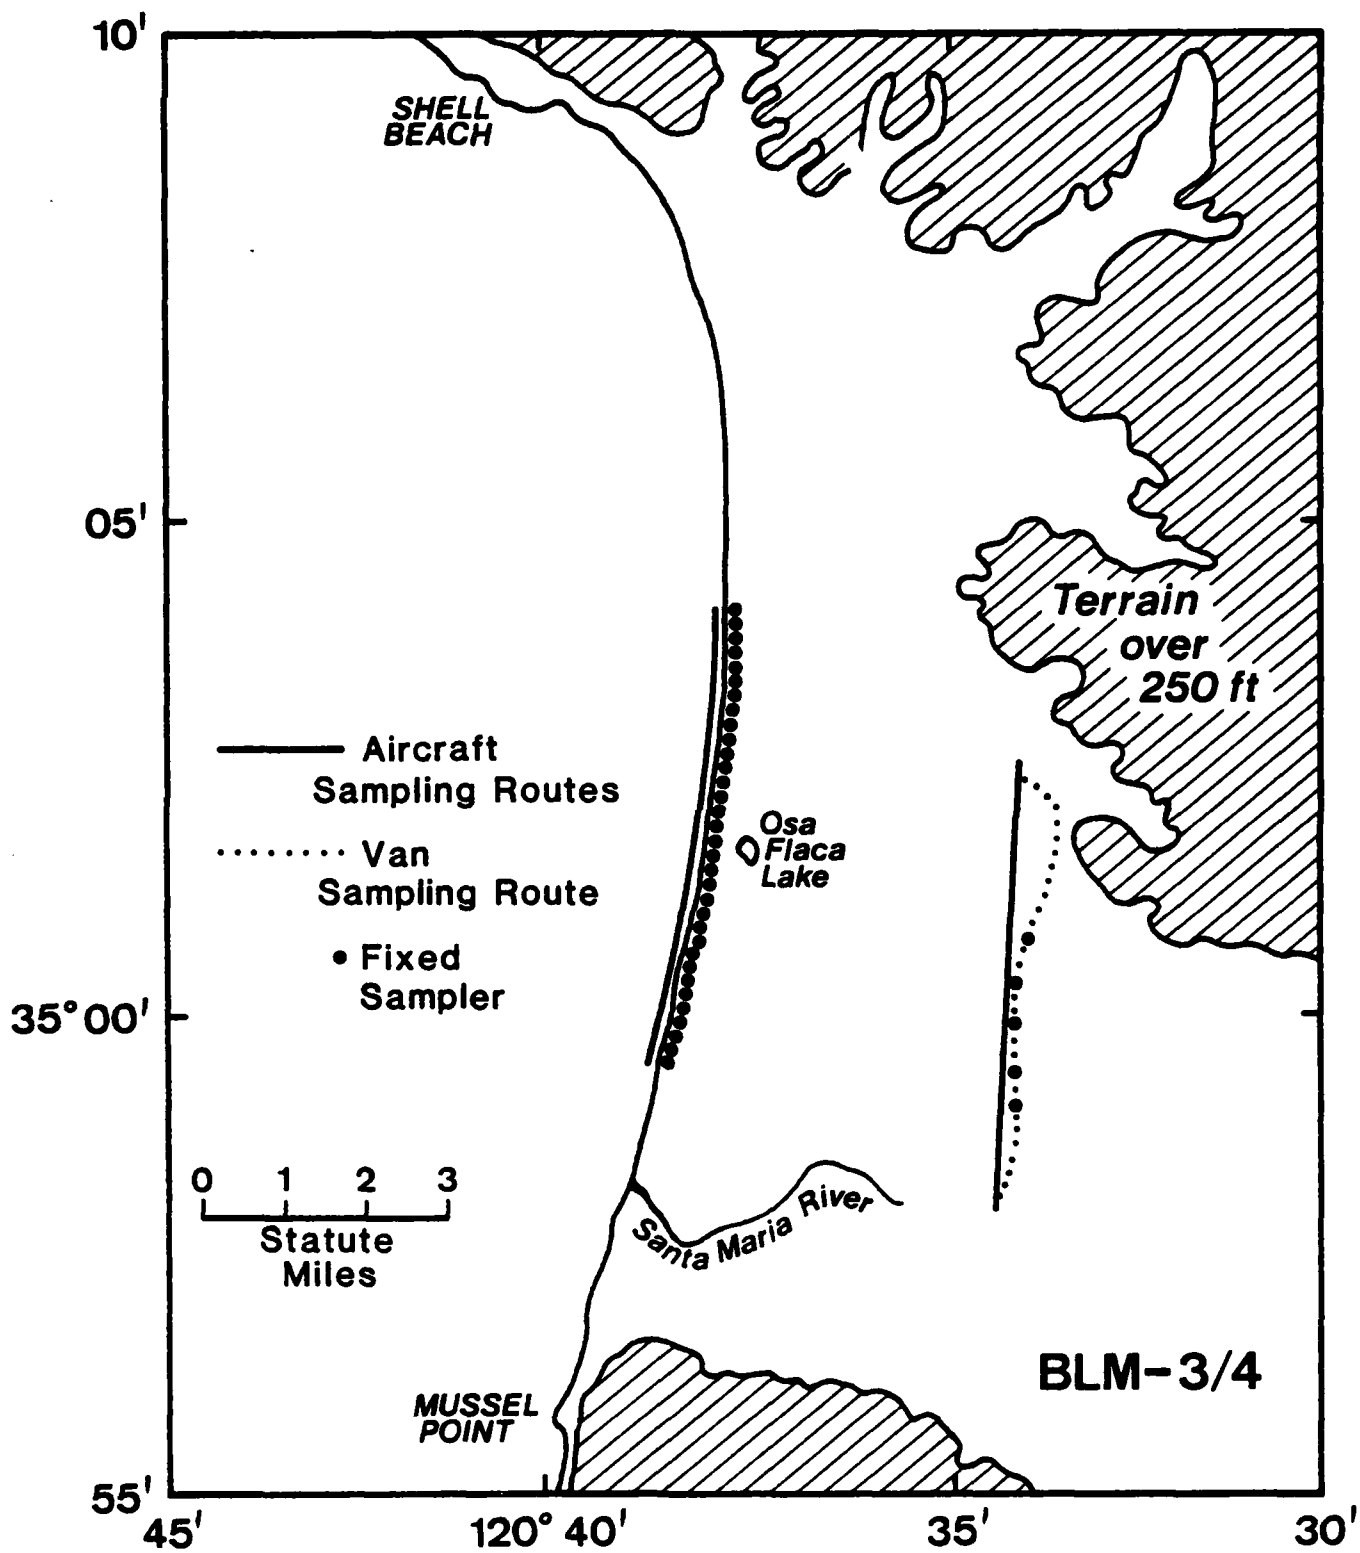 10'
SHELL
BEACH
05'
Terrain
over
250 ft
Aircraft
Sampling Routes
Osa
Flaca
Lake
Van
Sampling Route
Fixed
Sampler
35° 00'
0 1 2 3
Statute
Miles
Santa Maria River
BLM-3/4
MUSSEL
POINT
55'
45' 120° 40' 35' 30'